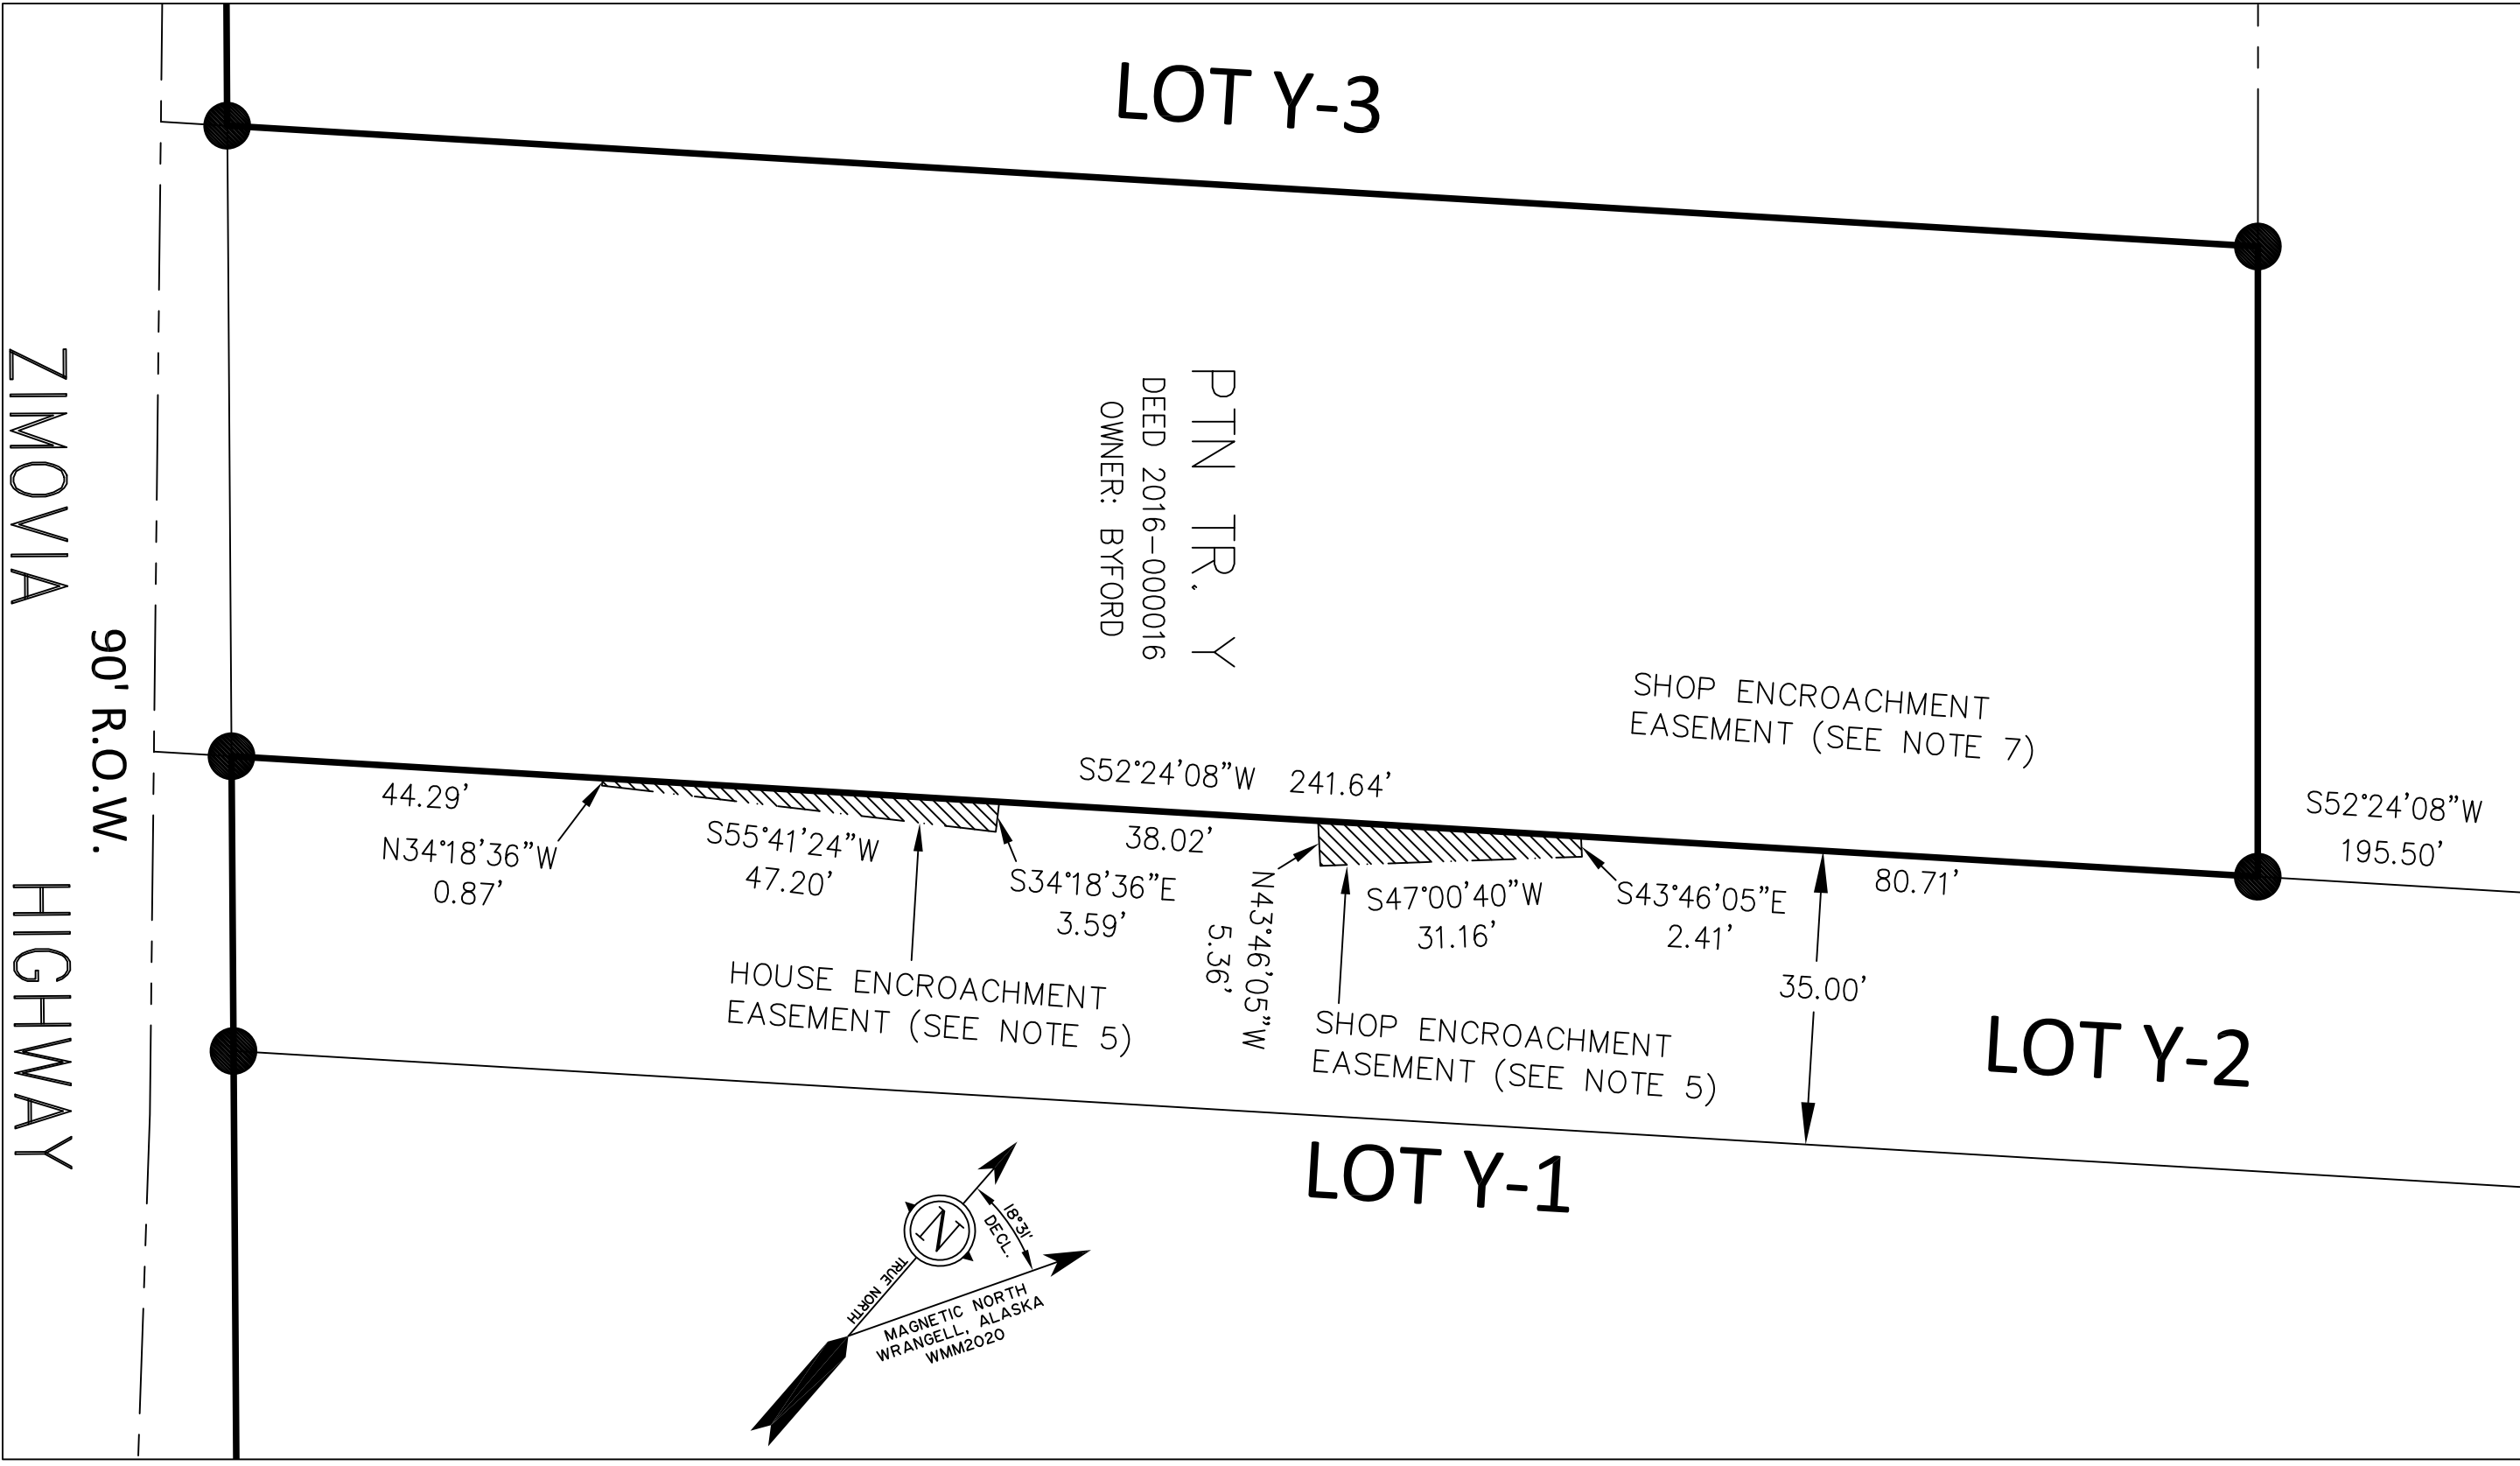 LOT Y-3
ZIMOVIA HIGHWAY
90' R.O.W.
PTN TR. Y
DEED 2016-000016
OWNER: BYFORD
SHOP ENCROACHMENT
EASEMENT (SEE NOTE 7)
S52°24'08"W 241.64'
S52°24'08"W
195.50'
44.29'
N34°18'36"W
0.87'
S55°41'24"W
47.20'
38.02'
S34°18'36"E
3.59'
N43°46'05"W
5.36'
S47°00'40"W
31.16'
S43°46'05"E
2.41'
80.71'
35.00'
HOUSE ENCROACHMENT
EASEMENT (SEE NOTE 5)
SHOP ENCROACHMENT
EASEMENT (SEE NOTE 5)
LOT Y-2
LOT Y-1
N
TRUE NORTH
18°31'
DECL.
MAGNETIC NORTH
WRANGELL, ALASKA
WMM2020